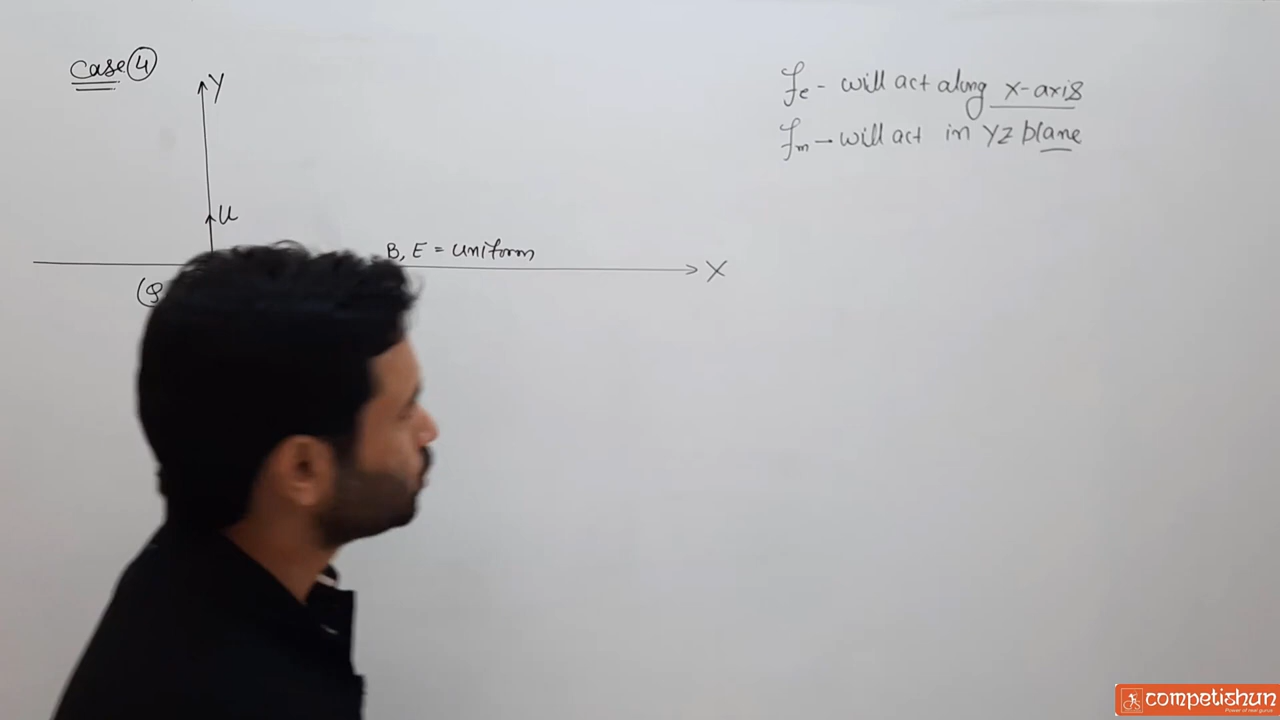 Case 4
Y
u
B, E = uniform
X
fe - will act along x-axis
fm - will act in YZ plane
competishun